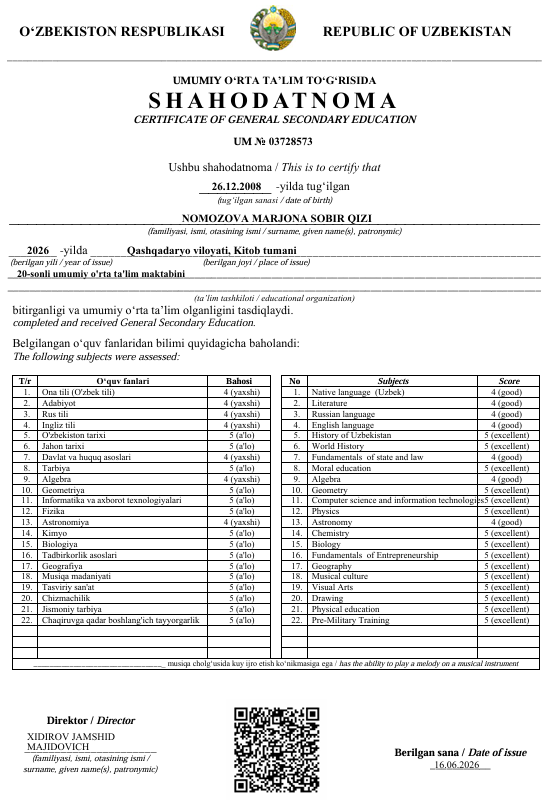 O‘ZBEKISTON RESPUBLIKASI REPUBLIC OF UZBEKISTAN
UMUMIY O‘RTA TA’LIM TO‘G‘RISIDA
SHAHODATNOMA
CERTIFICATE OF GENERAL SECONDARY EDUCATION
UM № 03728573
Ushbu shahodatnoma / This is to certify that
26.12.2008 -yilda tug‘ilgan
(tug‘ilgan sanasi / date of birth)
NOMOZOVA MARJONA SOBIR QIZI
(familiyasi, ismi, otasining ismi / surname, given name(s), patronymic)
2026 -yilda Qashqadaryo viloyati, Kitob tumani
(berilgan yili / year of issue) (berilgan joyi / place of issue)
20-sonli umumiy o'rta ta'lim maktabini
(ta’lim tashkiloti / educational organization)
bitirganligi va umumiy o‘rta ta’lim olganligini tasdiqlaydi.
completed and received General Secondary Education.
Belgilangan o‘quv fanlaridan bilimi quyidagicha baholandi:
The following subjects were assessed:
T/r O‘quv fanlari Bahosi No Subjects Score
1. Ona tili (O'zbek tili) 4 (yaxshi) 1. Native language (Uzbek) 4 (good)
2. Adabiyot 4 (yaxshi) 2. Literature 4 (good)
3. Rus tili 4 (yaxshi) 3. Russian language 4 (good)
4. Ingliz tili 4 (yaxshi) 4. English language 4 (good)
5. O'zbekiston tarixi 5 (a'lo) 5. History of Uzbekistan 5 (excellent)
6. Jahon tarixi 5 (a'lo) 6. World History 5 (excellent)
7. Davlat va huquq asoslari 4 (yaxshi) 7. Fundamentals of state and law 4 (good)
8. Tarbiya 5 (a'lo) 8. Moral education 5 (excellent)
9. Algebra 4 (yaxshi) 9. Algebra 4 (good)
10. Geometriya 5 (a'lo) 10. Geometry 5 (excellent)
11. Informatika va axborot texnologiyalari 5 (a'lo) 11. Computer science and information technologies 5 (excellent)
12. Fizika 5 (a'lo) 12. Physics 5 (excellent)
13. Astronomiya 4 (yaxshi) 13. Astronomy 4 (good)
14. Kimyo 5 (a'lo) 14. Chemistry 5 (excellent)
15. Biologiya 5 (a'lo) 15. Biology 5 (excellent)
16. Tadbirkorlik asoslari 5 (a'lo) 16. Fundamentals of Entrepreneurship 5 (excellent)
17. Geografiya 5 (a'lo) 17. Geography 5 (excellent)
18. Musiqa madaniyati 5 (a'lo) 18. Musical culture 5 (excellent)
19. Tasviriy san'at 5 (a'lo) 19. Visual Arts 5 (excellent)
20. Chizmachilik 5 (a'lo) 20. Drawing 5 (excellent)
21. Jismoniy tarbiya 5 (a'lo) 21. Physical education 5 (excellent)
22. Chaqiruvga qadar boshlang'ich tayyorgarlik 5 (a'lo) 22. Pre-Military Training 5 (excellent)
musiqa cholg‘usida kuy ijro etish ko‘nikmasiga ega / has the ability to play a melody on a musical instrument
Direktor / Director
XIDIROV JAMSHID
MAJIDOVICH
(familiyasi, ismi, otasining ismi /
surname, given name(s), patronymic)
Berilgan sana / Date of issue
16.06.2026